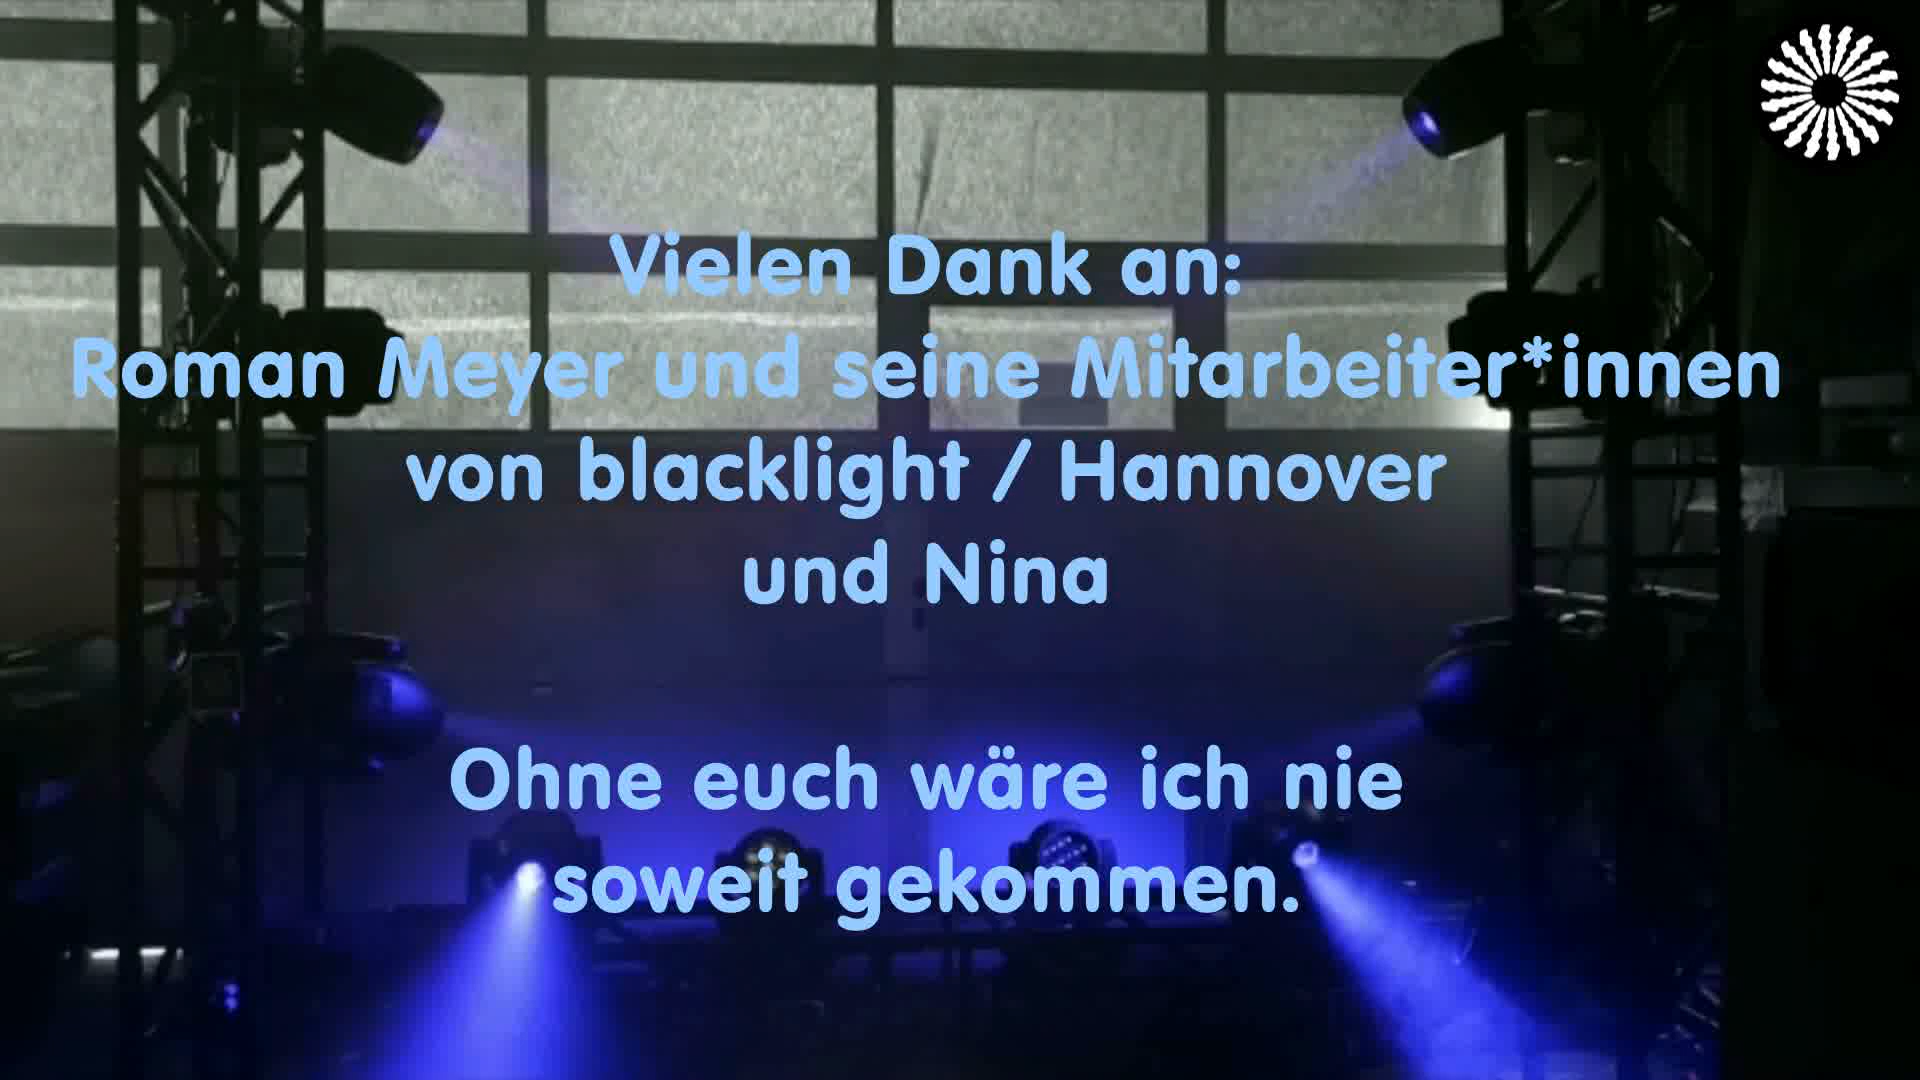 Vielen Dank an:
Roman Meyer und seine Mitarbeiter*innen
von blacklight / Hannover
und Nina
Ohne euch wäre ich nie
soweit gekommen.